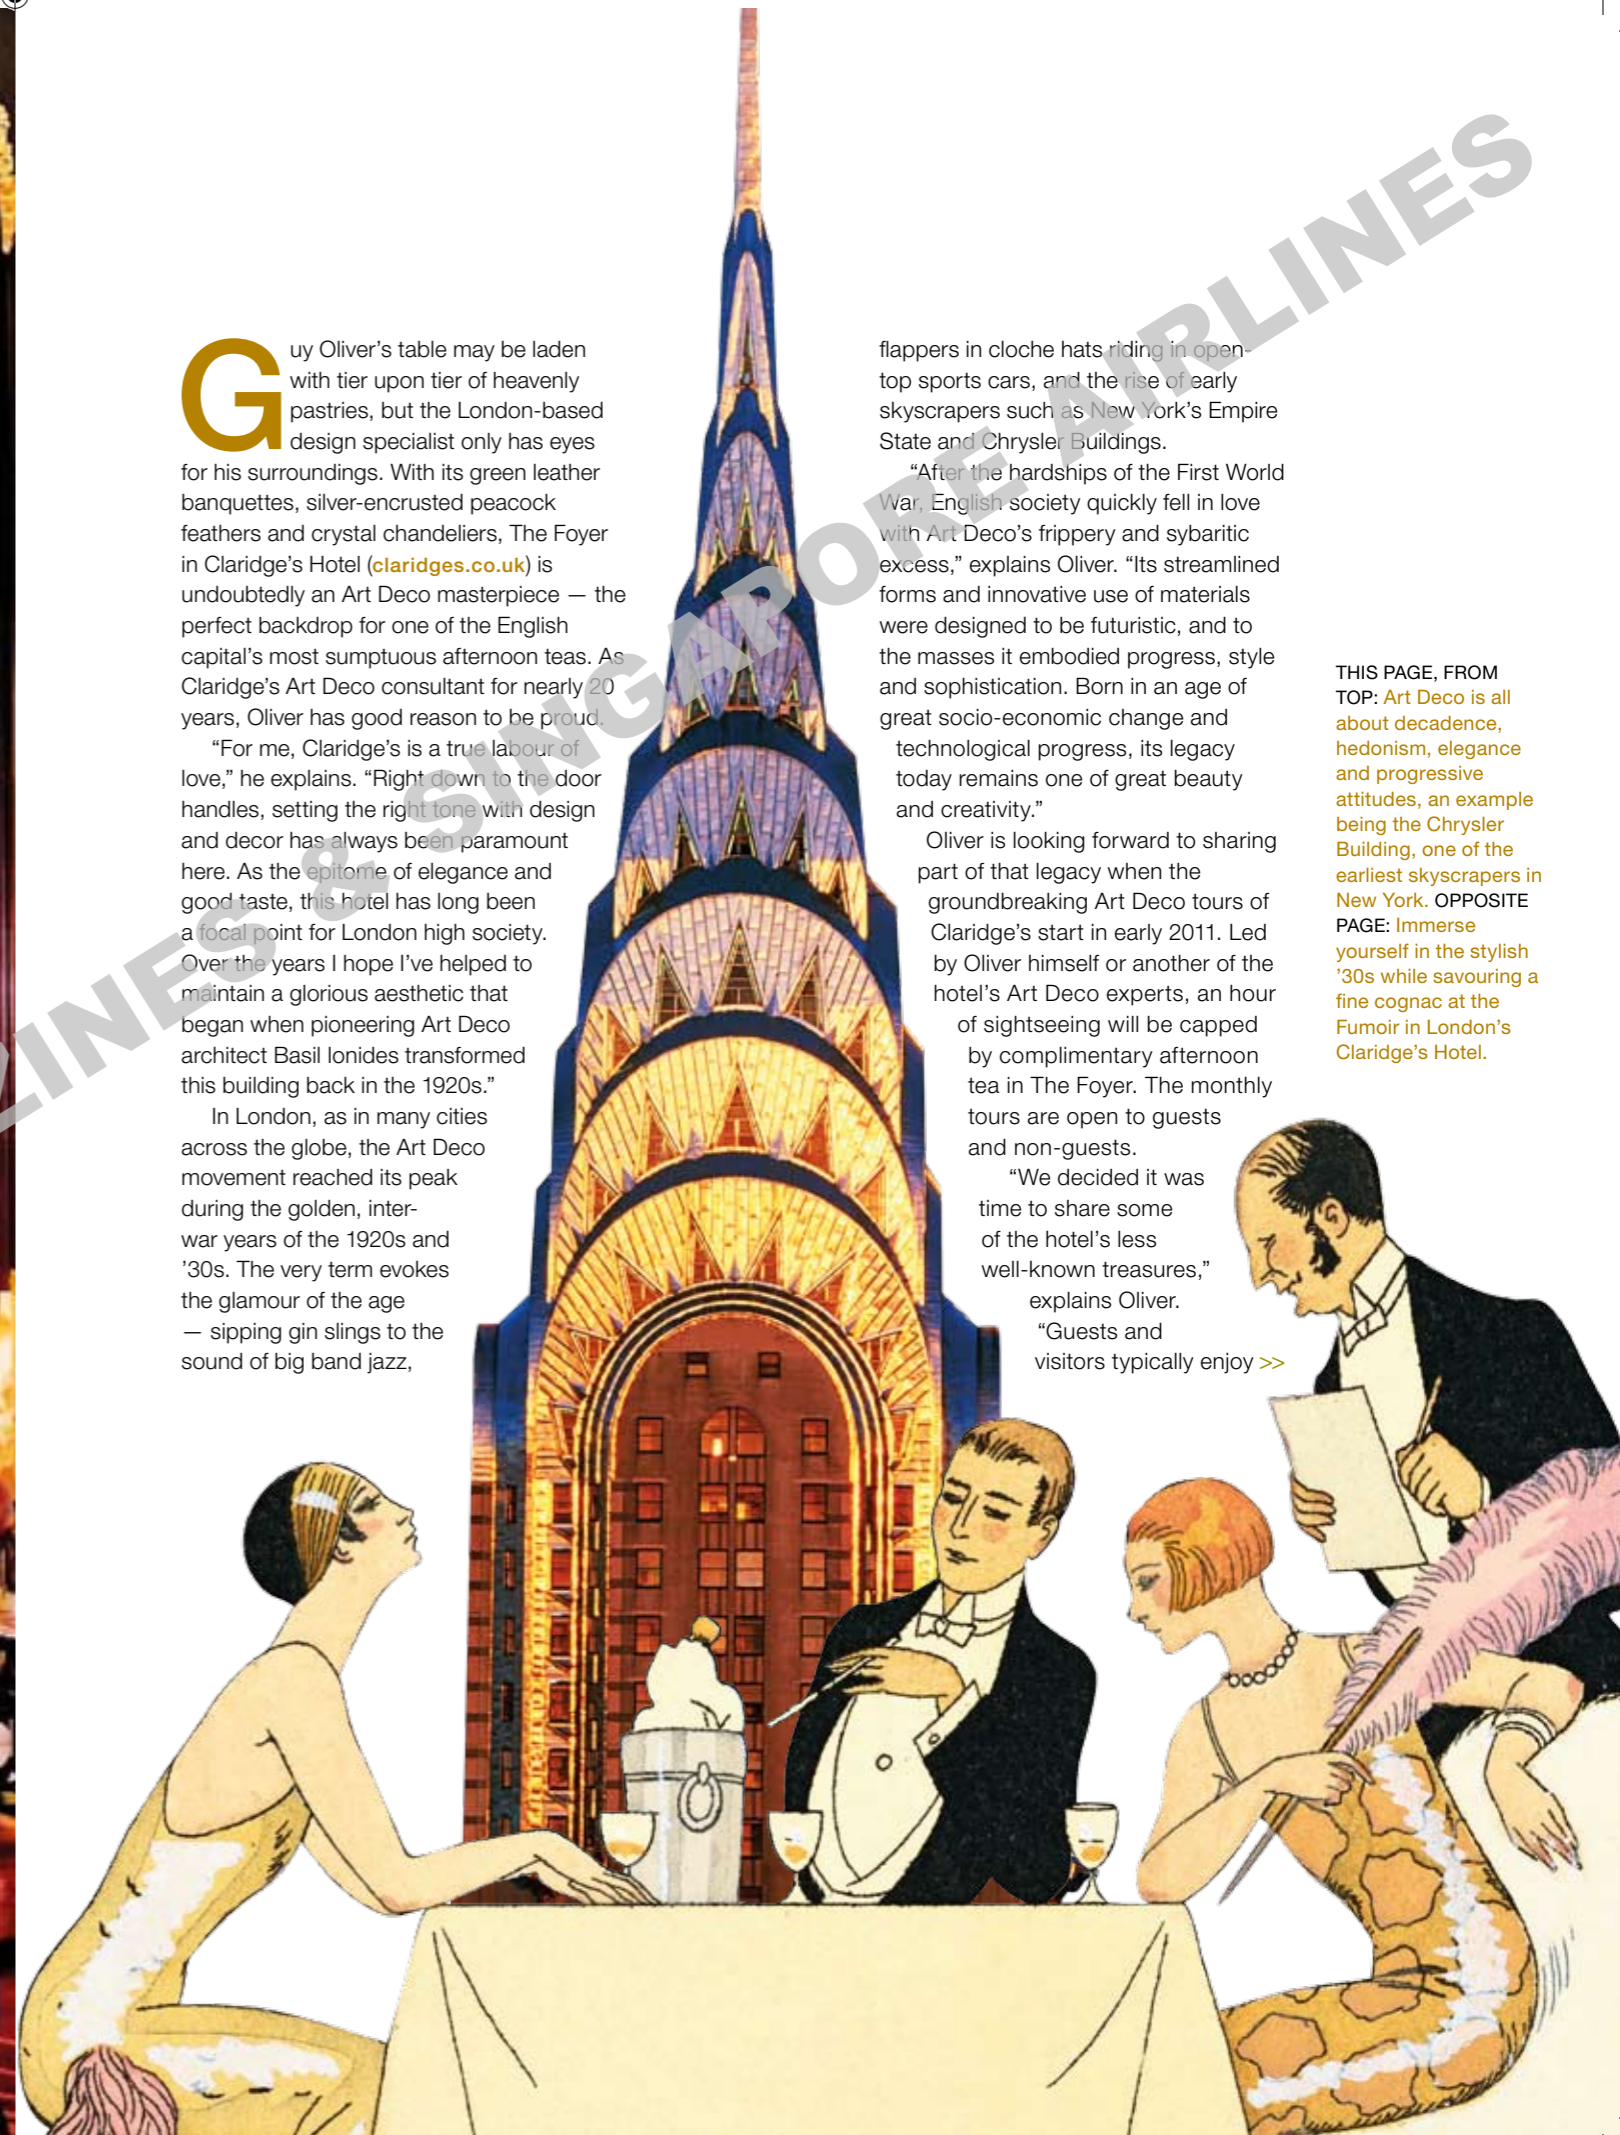 Guy Oliver’s table may be laden
with tier upon tier of heavenly
pastries, but the London-based
design specialist only has eyes
for his surroundings. With its green leather
banquettes, silver-encrusted peacock
feathers and crystal chandeliers, The Foyer
in Claridge’s Hotel (claridges.co.uk) is
undoubtedly an Art Deco masterpiece — the
perfect backdrop for one of the English
capital’s most sumptuous afternoon teas. As
Claridge’s Art Deco consultant for nearly 20
years, Oliver has good reason to be proud.
“For me, Claridge’s is a true labour of
love,” he explains. “Right down to the door
handles, setting the right tone with design
and decor has always been paramount
here. As the epitome of elegance and
good taste, this hotel has long been
a focal point for London high society.
Over the years I hope I’ve helped to
maintain a glorious aesthetic that
began when pioneering Art Deco
architect Basil Ionides transformed
this building back in the 1920s.”
In London, as in many cities
across the globe, the Art Deco
movement reached its peak
during the golden, inter-
war years of the 1920s and
’30s. The very term evokes
the glamour of the age
— sipping gin slings to the
sound of big band jazz,
flappers in cloche hats riding in open-
top sports cars, and the rise of early
skyscrapers such as New York’s Empire
State and Chrysler Buildings.
“After the hardships of the First World
War, English society quickly fell in love
with Art Deco’s frippery and sybaritic
excess,” explains Oliver. “Its streamlined
forms and innovative use of materials
were designed to be futuristic, and to
the masses it embodied progress, style
and sophistication. Born in an age of
great socio-economic change and
technological progress, its legacy
today remains one of great beauty
and creativity.”
Oliver is looking forward to sharing
part of that legacy when the
groundbreaking Art Deco tours of
Claridge’s start in early 2011. Led
by Oliver himself or another of the
hotel’s Art Deco experts, an hour
of sightseeing will be capped
by complimentary afternoon
tea in The Foyer. The monthly
tours are open to guests
and non-guests.
“We decided it was
time to share some
of the hotel’s less
well-known treasures,”
explains Oliver.
“Guests and
visitors typically enjoy >>
THIS PAGE, FROM
TOP: Art Deco is all
about decadence,
hedonism, elegance
and progressive
attitudes, an example
being the Chrysler
Building, one of the
earliest skyscrapers in
New York. OPPOSITE
PAGE: Immerse
yourself in the stylish
’30s while savouring a
fine cognac at the
Fumoir in London’s
Claridge’s Hotel.
LINES & SINGAPORE AIRLINES